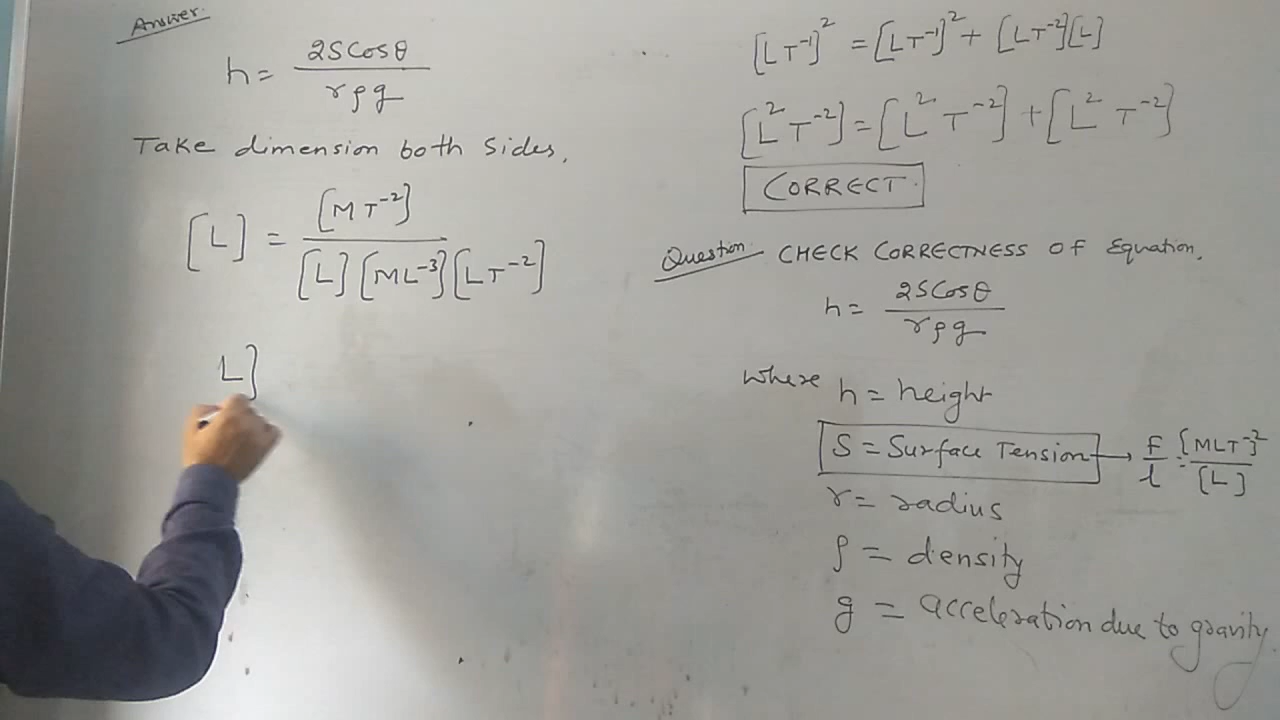 Answer.
h = 2SCosθ / rρg
Take dimension both sides,
[L] = [MT⁻²] / [L][ML⁻³][LT⁻²]
L]
[LT⁻¹]² = [LT⁻¹]² + [LT⁻²][L]
[L²T⁻²] = [L²T⁻²] + [L²T⁻²]
CORRECT.
Question. CHECK CORRECTNESS OF Equation.
h = 2SCosθ / rρg
Where h = height
S = Surface Tension → F/l : [MLT⁻]² / [L]
r = radius
ρ = density
g = acceleration due to gravity.